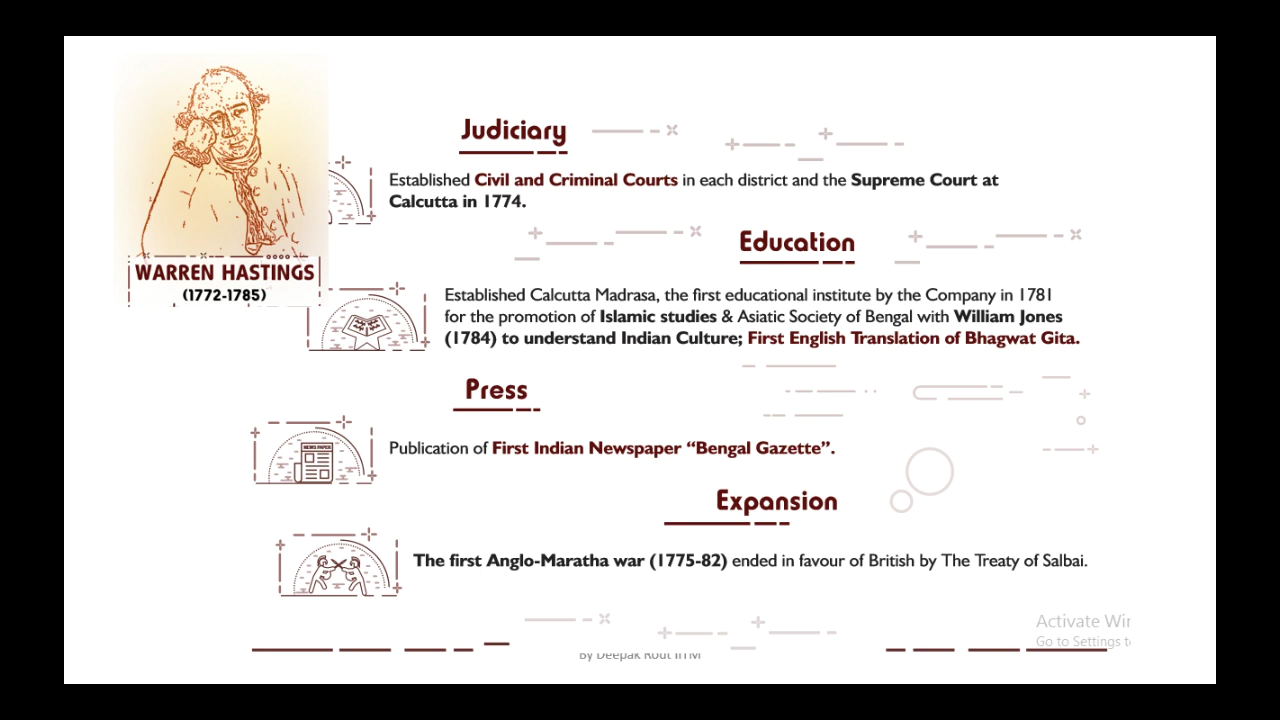 Judiciary
Established Civil and Criminal Courts in each district and the Supreme Court at
Calcutta in 1774.
WARREN HASTINGS
(1772-1785)
Education
Established Calcutta Madrasa, the first educational institute by the Company in 1781
for the promotion of Islamic studies & Asiatic Society of Bengal with William Jones
(1784) to understand Indian Culture; First English Translation of Bhagwat Gita.
Press
NEWS PAPER
Publication of First Indian Newspaper “Bengal Gazette”.
Expansion
The first Anglo-Maratha war (1775-82) ended in favour of British by The Treaty of Salbai.
Activate Wir
Go to Settings t
By Deepak Rout IITM